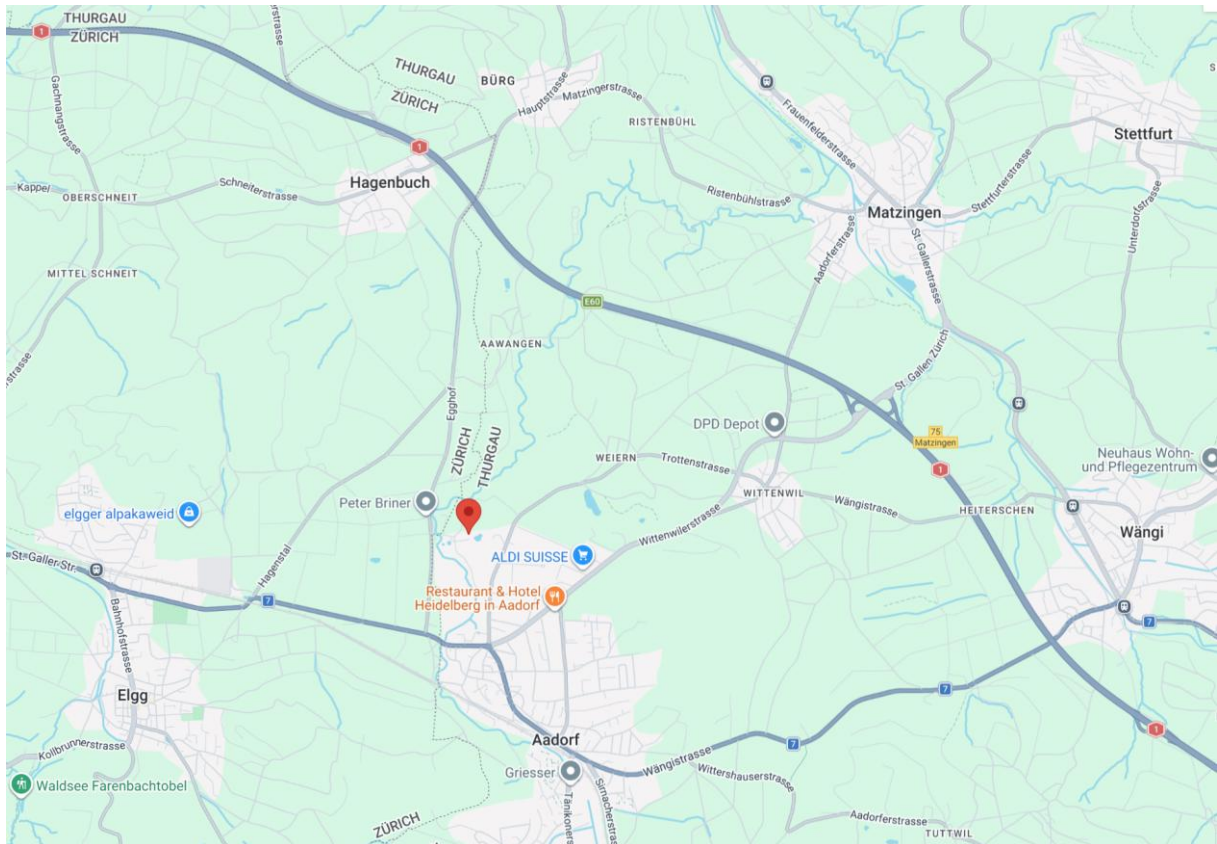 THURGAU
ZÜRICH
1
1
Gachnangstrasse
THURGAU
ZÜRICH
BÜRG
Hauptstrasse
Matzingerstrasse
RISTENBÜHL
Frauenfelderstrasse
Stettfurt
Kappel
OBERSCHNEIT
Schneiterstrasse
Hagenbuch
1
Ristenbühlstrasse
Matzingen
Stettfurterstrasse
Unterdorfstrasse
Aadorferstrasse
St. Gallerstrasse
MITTEL SCHNEIT
E60
AAWANGEN
Egghof
St. Gallen Zürich
DPD Depot
75
Matzingen
ZÜRICH
THURGAU
WEIERN
Trottenstrasse
1
Neuhaus Wohn-
und Pflegezentrum
Peter Briner
elgger alpakaweid
WITTENWIL
Wängistrasse
HEITERSCHEN
Wängi
Wittenwilerstrasse
ALDI SUISSE
St. Galler Str.
Hagenstal
Restaurant & Hotel
Heidelberg in Aadorf
7
7
Bahnhofstrasse
Elgg
7
Aadorf
1
7
Kollbrunnerstrasse
Griesser
Wängistrasse
Wittershauserstrasse
Waldsee Farenbachtobel
Tänikoner
Sirnacherstrasse
ZÜRICH
Aadorferstrasse
TUTTWIL